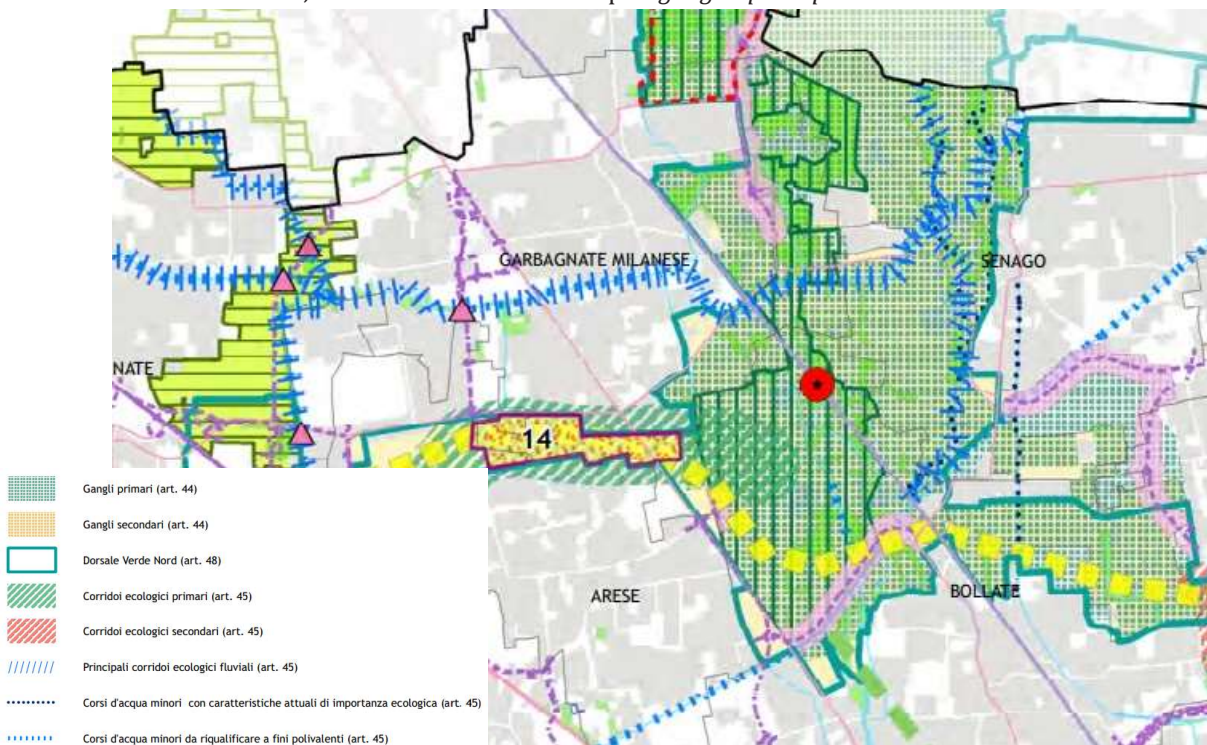 GARBAGNATE MILANESE
SENAGO
NATE
14
ARESE
BOLLATE
Gangli primari (art. 44)
Gangli secondari (art. 44)
Dorsale Verde Nord (art. 48)
Corridoi ecologici primari (art. 45)
Corridoi ecologici secondari (art. 45)
Principali corridoi ecologici fluviali (art. 45)
Corsi d'acqua minori con caratteristiche attuali di importanza ecologica (art. 45)
Corsi d'acqua minori da riqualificare a fini polivalenti (art. 45)